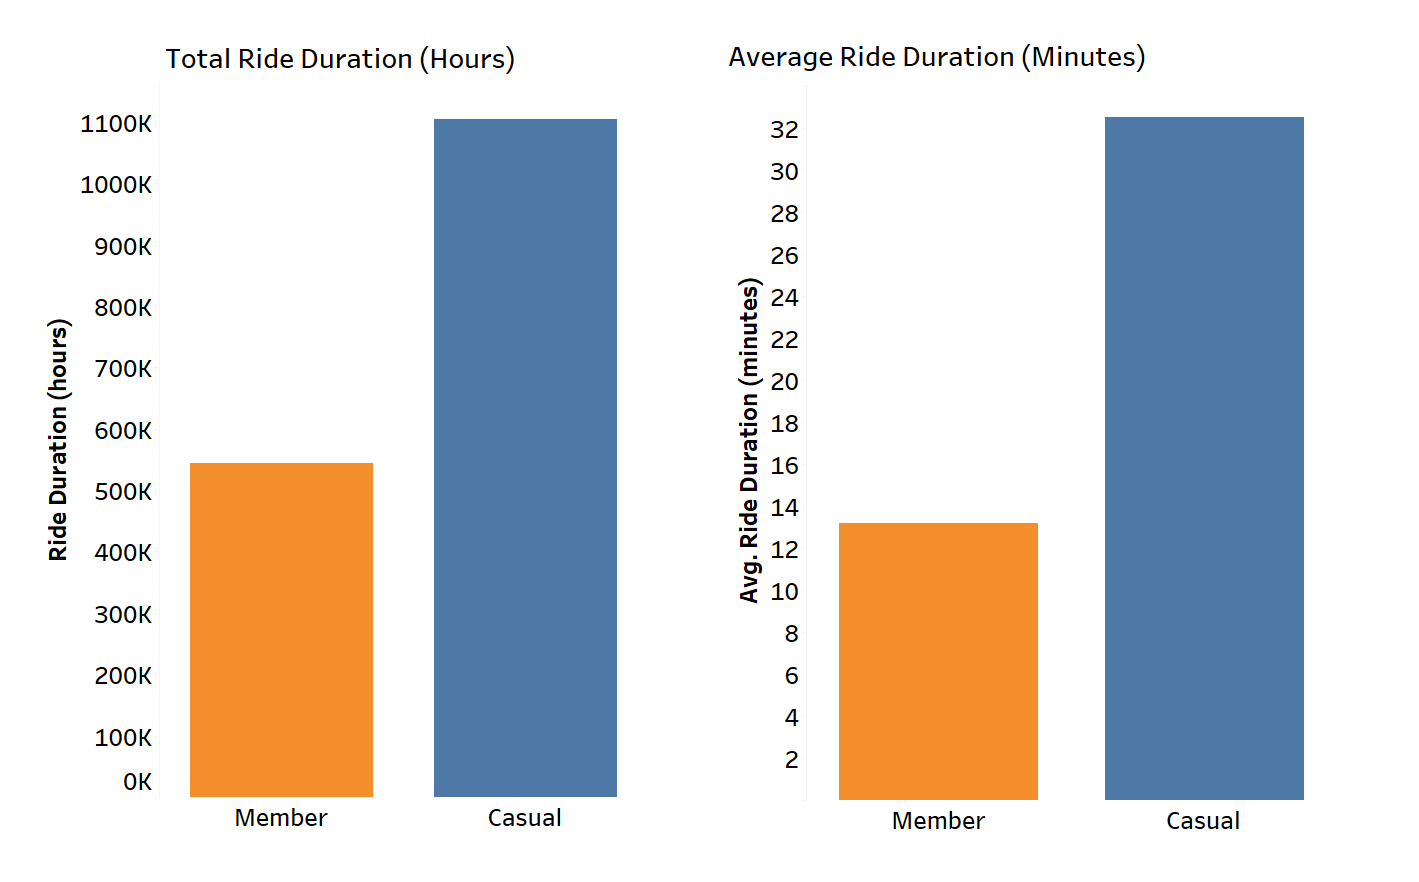 Total Ride Duration (Hours)
Ride Duration (hours)
1100K
1000K
900K
800K
700K
600K
500K
400K
300K
200K
100K
0K
Member
Casual
Average Ride Duration (Minutes)
Avg. Ride Duration (minutes)
32
30
28
26
24
22
20
18
16
14
12
10
8
6
4
2
Member
Casual